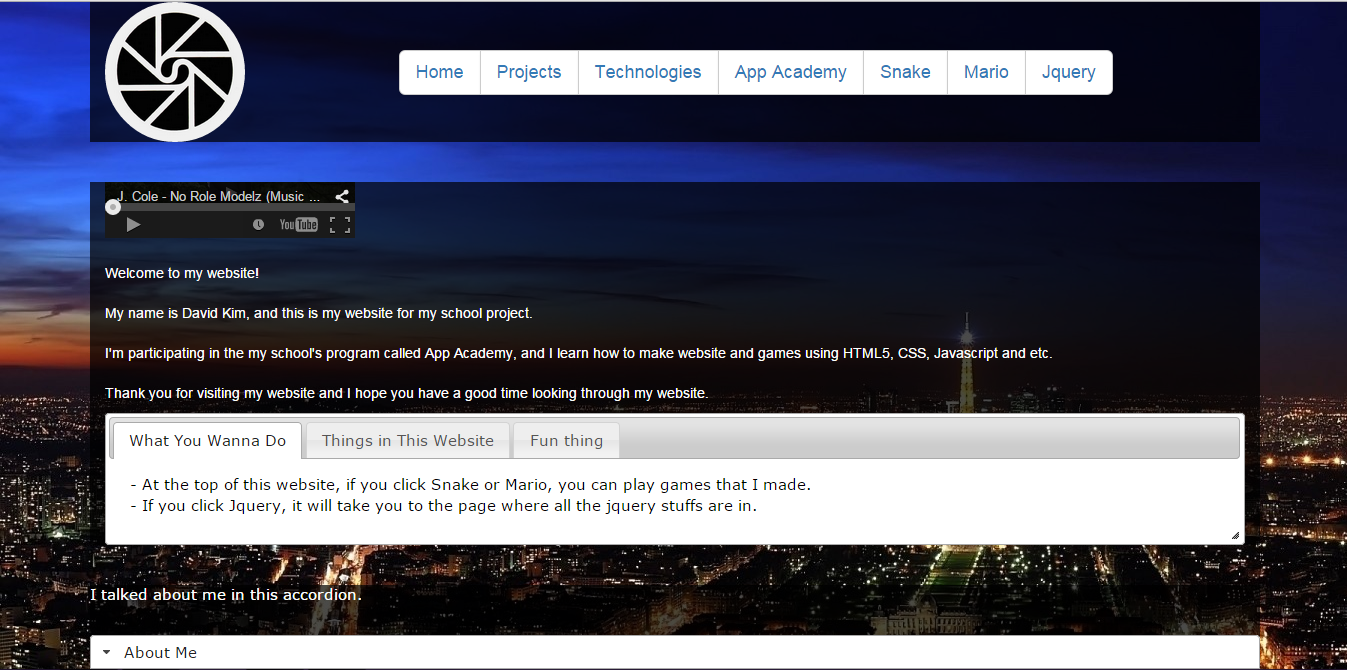 Home Projects Technologies App Academy Snake Mario Jquery
J. Cole - No Role Modelz (Music ...
YouTube
Welcome to my website!
My name is David Kim, and this is my website for my school project.
I'm participating in the my school's program called App Academy, and I learn how to make website and games using HTML5, CSS, Javascript and etc.
Thank you for visiting my website and I hope you have a good time looking through my website.
What You Wanna Do Things in This Website Fun thing
- At the top of this website, if you click Snake or Mario, you can play games that I made.
- If you click Jquery, it will take you to the page where all the jquery stuffs are in.
I talked about me in this accordion.
About Me